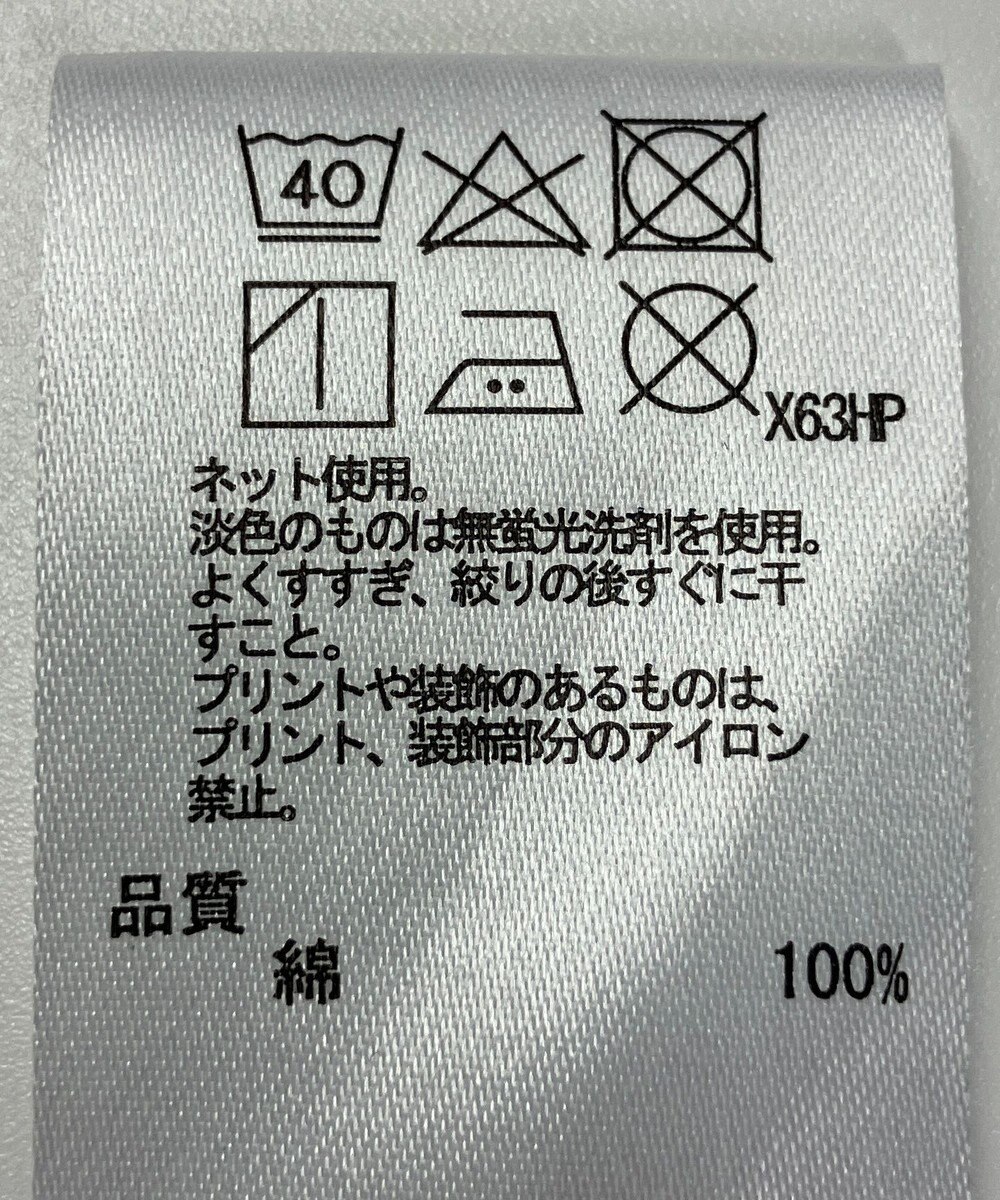 40
X63HP
ネット使用。
淡色のものは無蛍光洗剤を使用。
よくすすぎ、絞りの後すぐに干
すこと。
プリントや装飾のあるものは、
プリント、装飾部分のアイロン
禁止。
品質
綿 100%